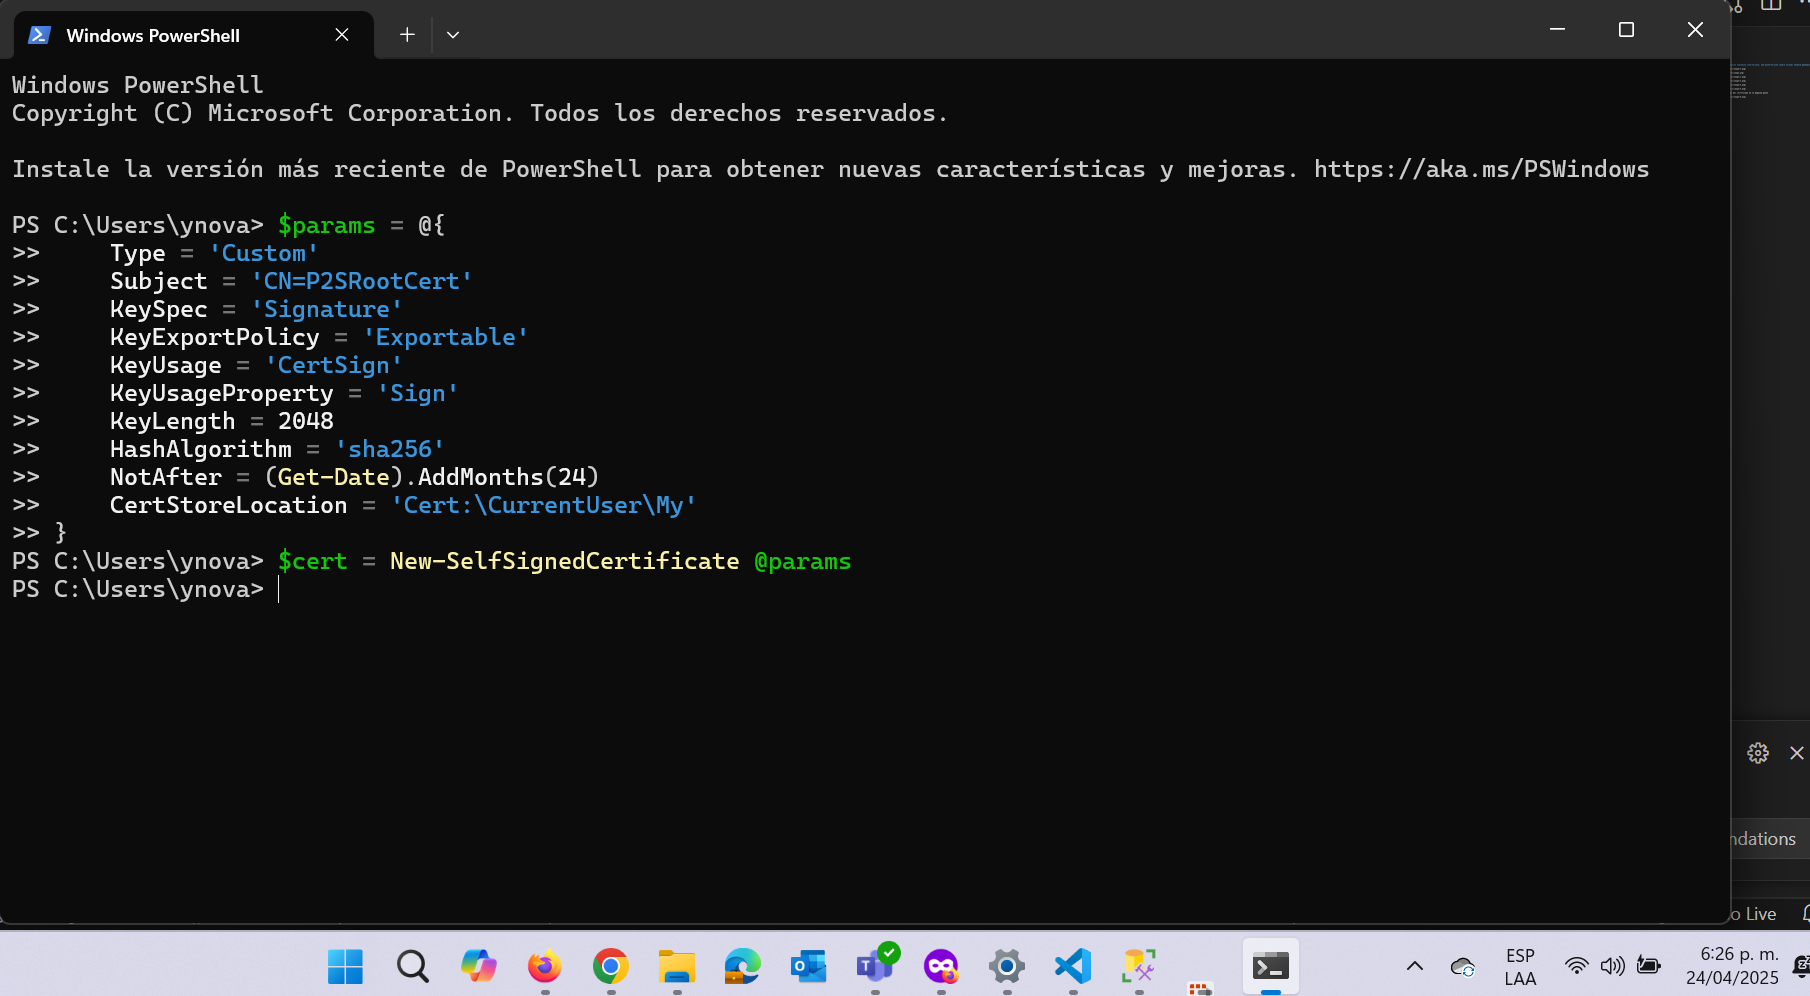 Windows PowerShell
Windows PowerShell
Copyright (C) Microsoft Corporation. Todos los derechos reservados.
Instale la versión más reciente de PowerShell para obtener nuevas características y mejoras. https://aka.ms/PSWindows
PS C:\Users\ynova> $params = @{
>>     Type = 'Custom'
>>     Subject = 'CN=P2SRootCert'
>>     KeySpec = 'Signature'
>>     KeyExportPolicy = 'Exportable'
>>     KeyUsage = 'CertSign'
>>     KeyUsageProperty = 'Sign'
>>     KeyLength = 2048
>>     HashAlgorithm = 'sha256'
>>     NotAfter = (Get-Date).AddMonths(24)
>>     CertStoreLocation = 'Cert:\CurrentUser\My'
>> }
PS C:\Users\ynova> $cert = New-SelfSignedCertificate @params
PS C:\Users\ynova>
ndations
o Live
ESP
LAA
6:26 p. m.
24/04/2025